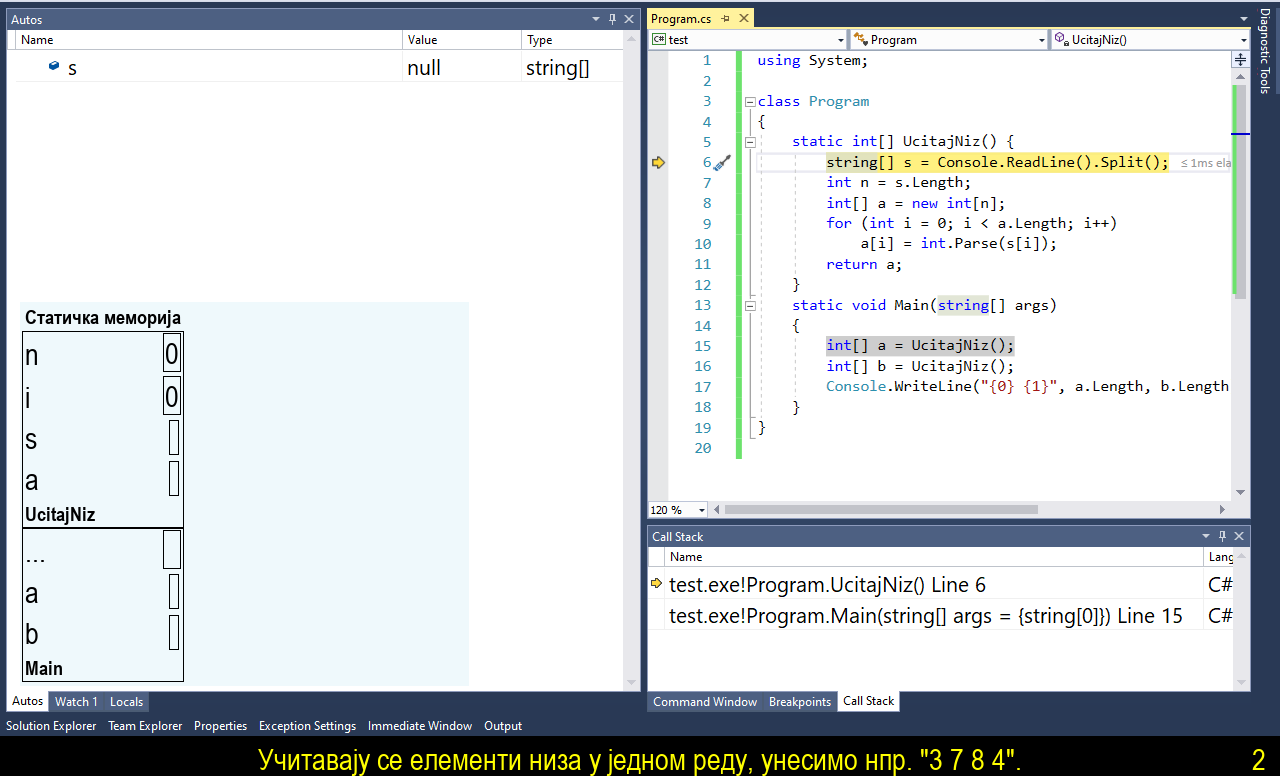 Autos
Name Value Type
s null string[]
Статичка меморија
n 0
i 0
s
a
UcitajNiz
...
a
b
Main
Autos Watch 1 Locals
Solution Explorer Team Explorer Properties Exception Settings Immediate Window Output
Program.cs
C# test Program UcitajNiz()
1 using System;
2
3 class Program
4 {
5 static int[] UcitajNiz() {
6 string[] s = Console.ReadLine().Split(); ≤ 1ms ela
7 int n = s.Length;
8 int[] a = new int[n];
9 for (int i = 0; i < a.Length; i++)
10 a[i] = int.Parse(s[i]);
11 return a;
12 }
13 static void Main(string[] args)
14 {
15 int[] a = UcitajNiz();
16 int[] b = UcitajNiz();
17 Console.WriteLine("{0} {1}", a.Length, b.Length
18 }
19 }
20
120 %
Call Stack
Name Lang
test.exe!Program.UcitajNiz() Line 6 C#
test.exe!Program.Main(string[] args = {string[0]}) Line 15 C#
Command Window Breakpoints Call Stack
Diagnostic Tools
Учитавају се елементи низа у једном реду, унесимо нпр. "3 7 8 4". 2